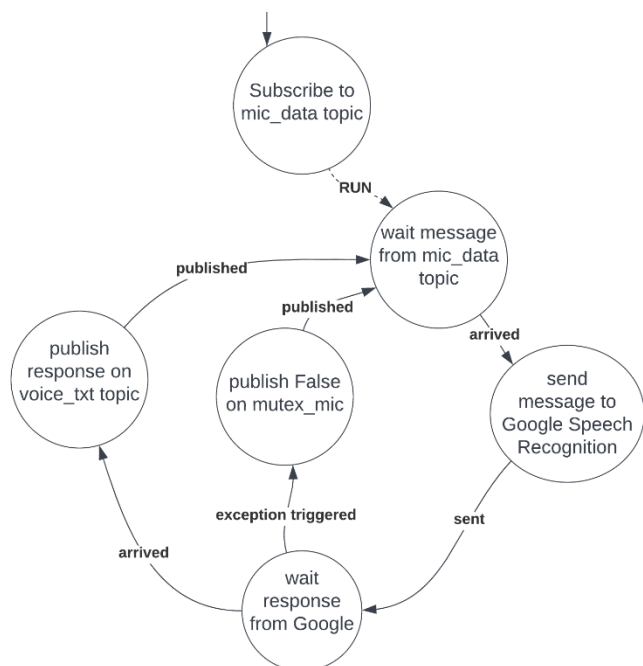 Subscribe to
mic_data topic
RUN
wait message
from mic_data
topic
published
published
arrived
publish
response on
voice_txt topic
publish False
on mutex_mic
send
message to
Google Speech
Recognition
exception triggered
sent
arrived
wait
response
from Google